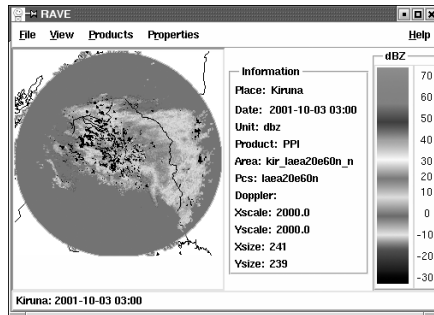 RAVE
File View Products Properties Help
Information
Place: Kiruna
Date: 2001-10-03 03:00
Unit: dbz
Product: PPI
Area: kir_laea20e60n_n
Pcs: laea20e60n
Doppler:
Xscale: 2000.0
Yscale: 2000.0
Xsize: 241
Ysize: 239
dBZ
70
60
50
40
30
20
10
0
-10
-20
-30
Kiruna: 2001-10-03 03:00